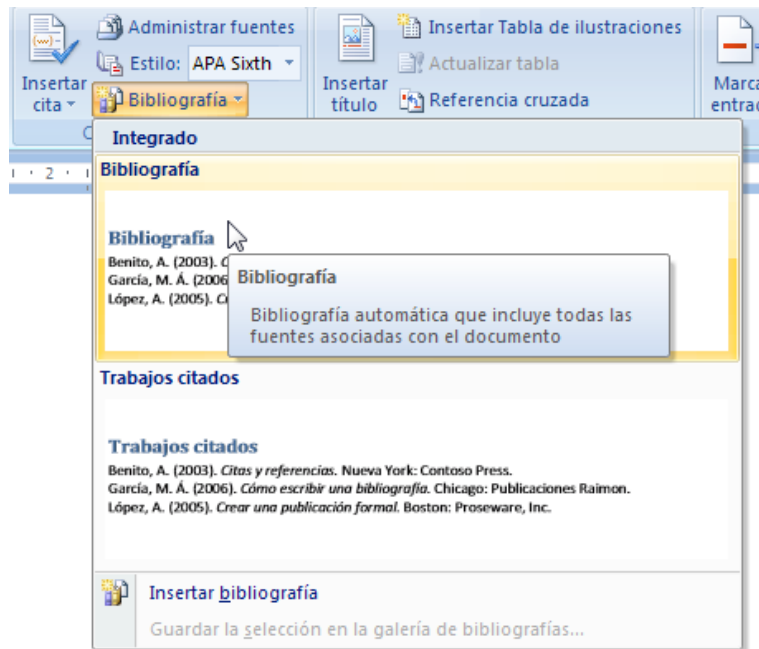 Administrar fuentes
Estilo: APA Sixth
Insertar
cita
Bibliografía
Insertar
título
Insertar Tabla de ilustraciones
Actualizar tabla
Referencia cruzada
Integrado
2
Bibliografía
Bibliografía
Benito, A. (2003).
García, M. Á. (2006
López, A. (2005).
Bibliografía
Bibliografía automática que incluye todas las
fuentes asociadas con el documento
Trabajos citados
Trabajos citados
Benito, A. (2003). Citas y referencias. Nueva York: Contoso Press.
García, M. Á. (2006). Cómo escribir una bibliografía. Chicago: Publicaciones Raimon.
López, A. (2005). Crear una publicación formal. Boston: Proseware, Inc.
Insertar bibliografía
Guardar la selección en la galería de bibliografías...